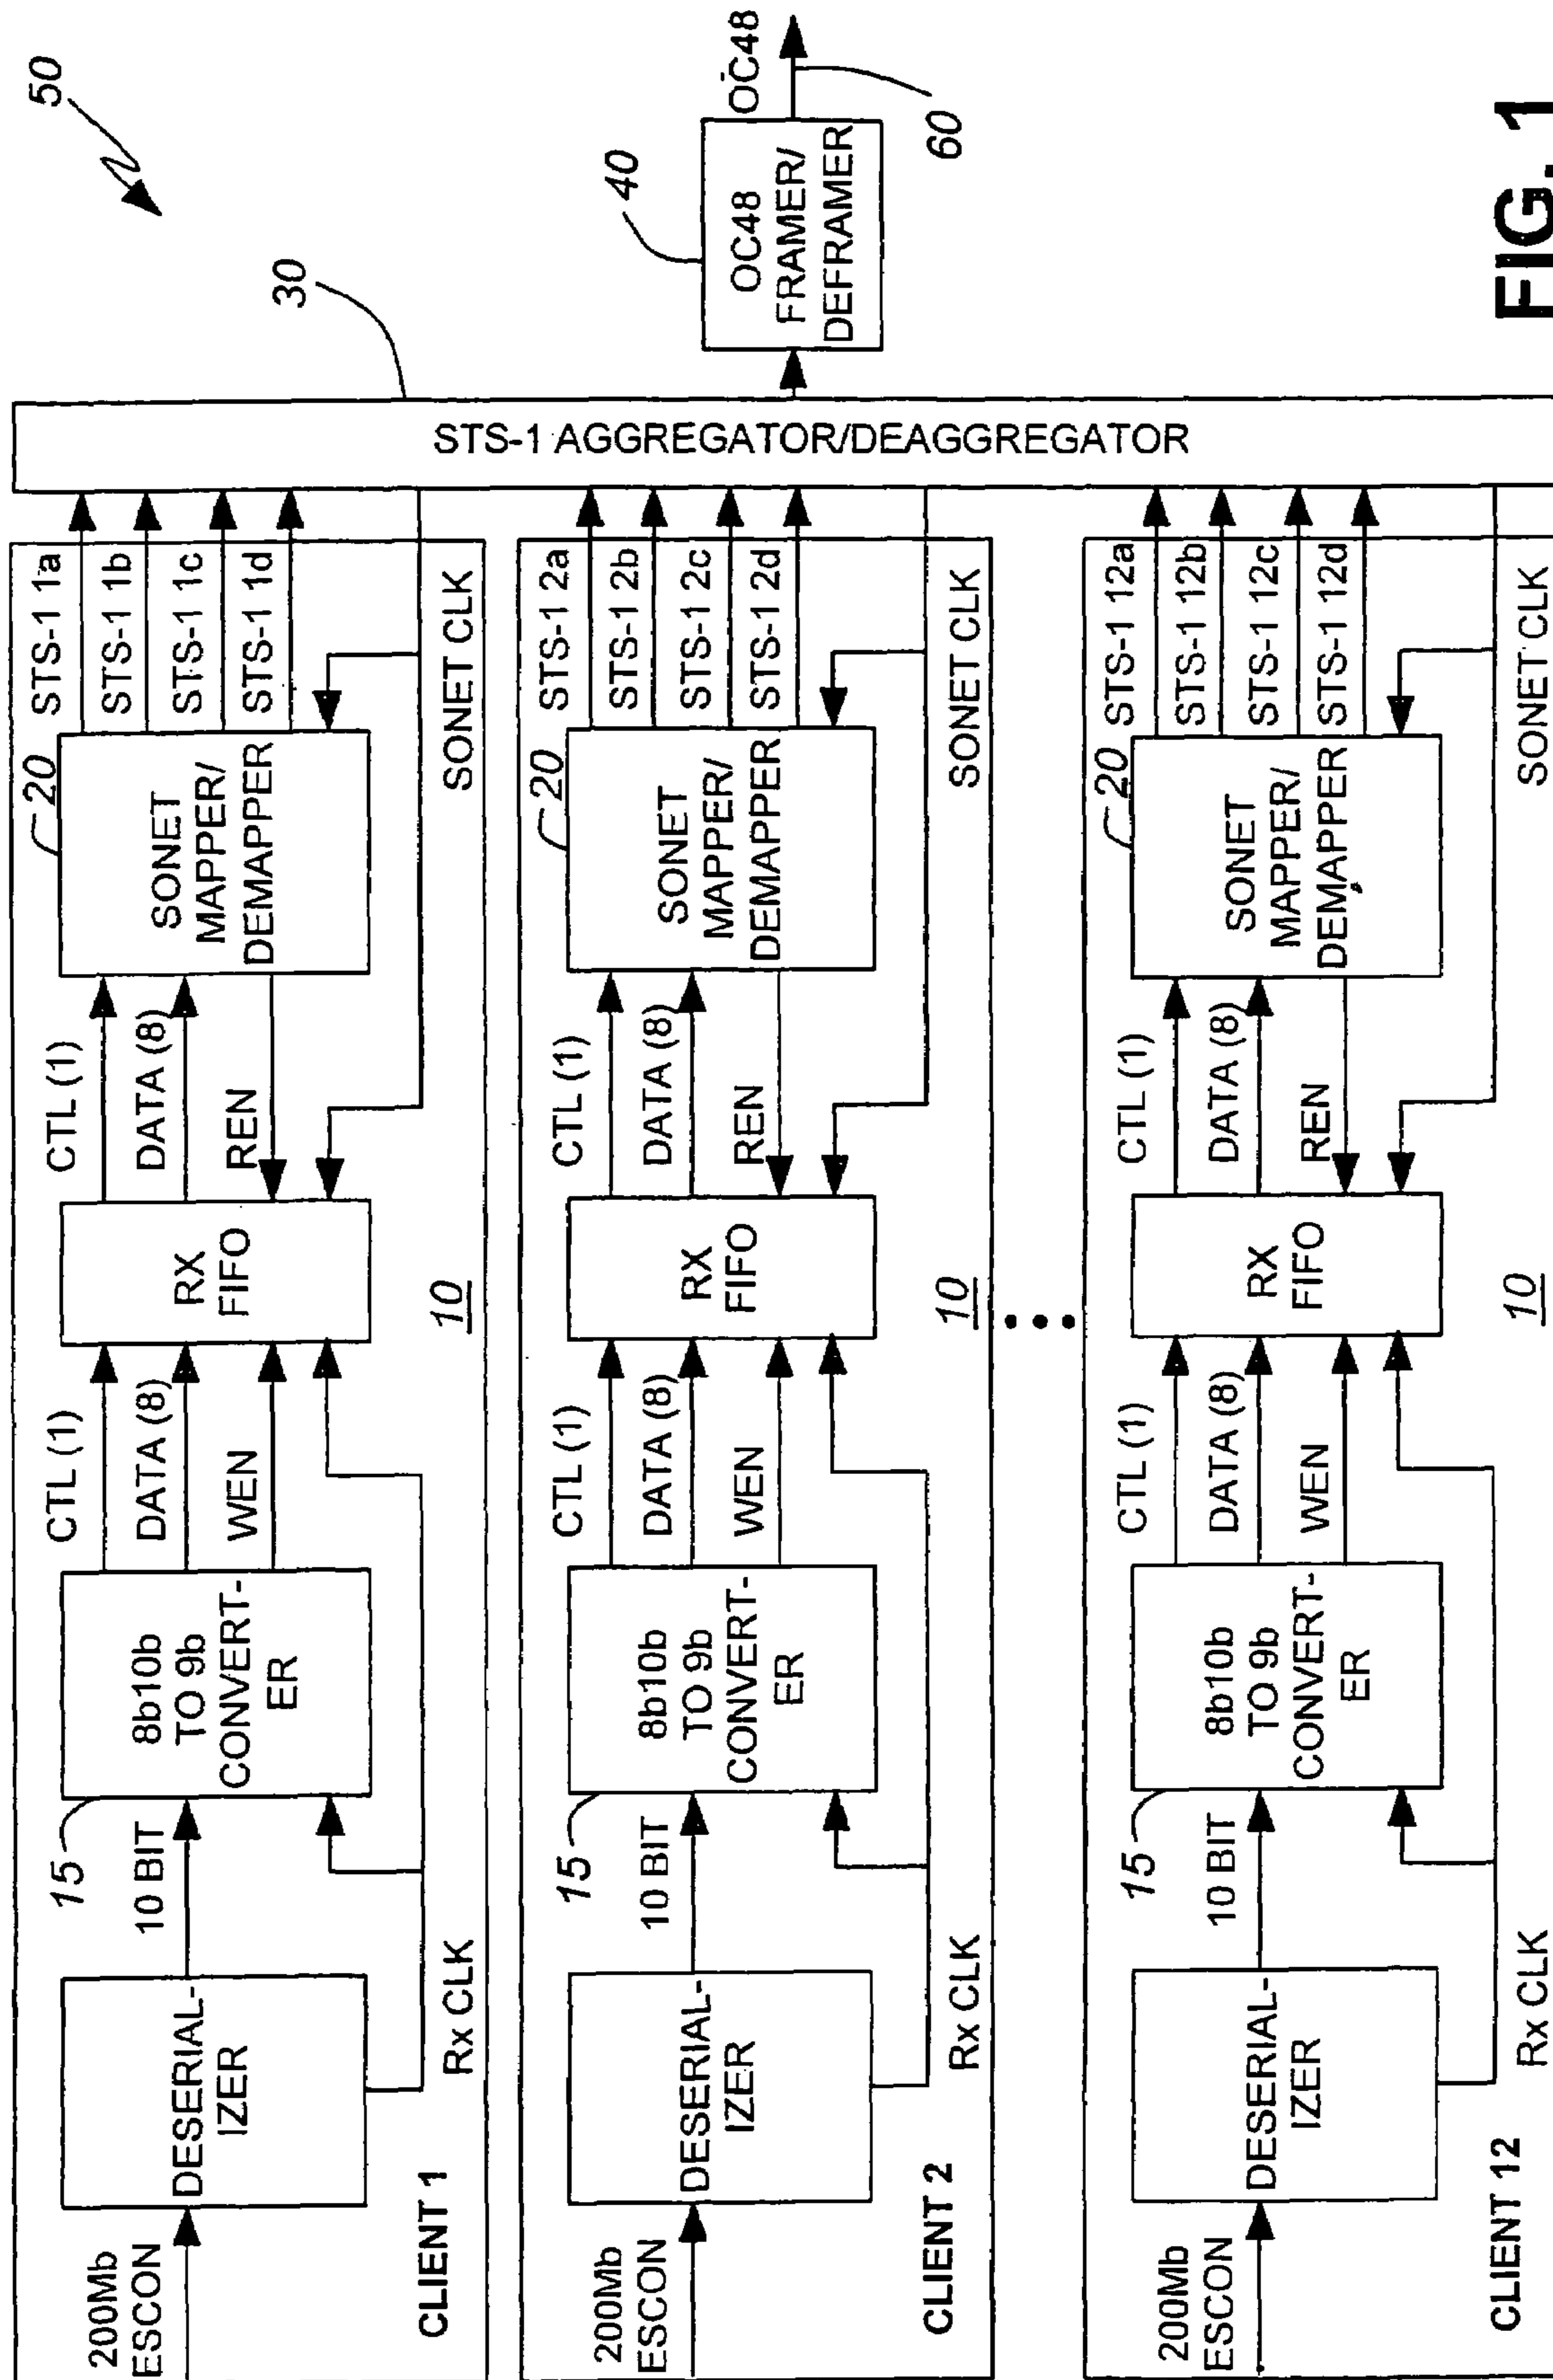 50
OC48
60
40
OC48
FRAMER/
DEFRAMER
30
STS-1 AGGREGATOR/DEAGGREGATOR
CLIENT 1
200Mb
ESCON
DESERIAL-
IZER
Rx CLK
10 BIT
15
8b10b
TO 9b
CONVERT-
ER
CTL (1)
DATA (8)
WEN
RX
FIFO
10
CTL (1)
DATA (8)
REN
20
SONET
MAPPER/
DEMAPPER
STS-1 1a
STS-1 1b
STS-1 1c
STS-1 1d
SONET CLK
CLIENT 2
200Mb
ESCON
DESERIAL-
IZER
Rx CLK
10 BIT
15
8b10b
TO 9b
CONVERT-
ER
CTL (1)
DATA (8)
WEN
RX
FIFO
10
CTL (1)
DATA (8)
REN
20
SONET
MAPPER/
DEMAPPER
STS-1 2a
STS-1 2b
STS-1 2c
STS-1 2d
SONET CLK
CLIENT 12
200Mb
ESCON
DESERIAL-
IZER
Rx CLK
10 BIT
15
8b10b
TO 9b
CONVERT-
ER
CTL (1)
DATA (8)
WEN
RX
FIFO
10
CTL (1)
DATA (8)
REN
20
SONET
MAPPER/
DEMAPPER
STS-1 12a
STS-1 12b
STS-1 12c
STS-1 12d
SONET CLK
FIG. 1